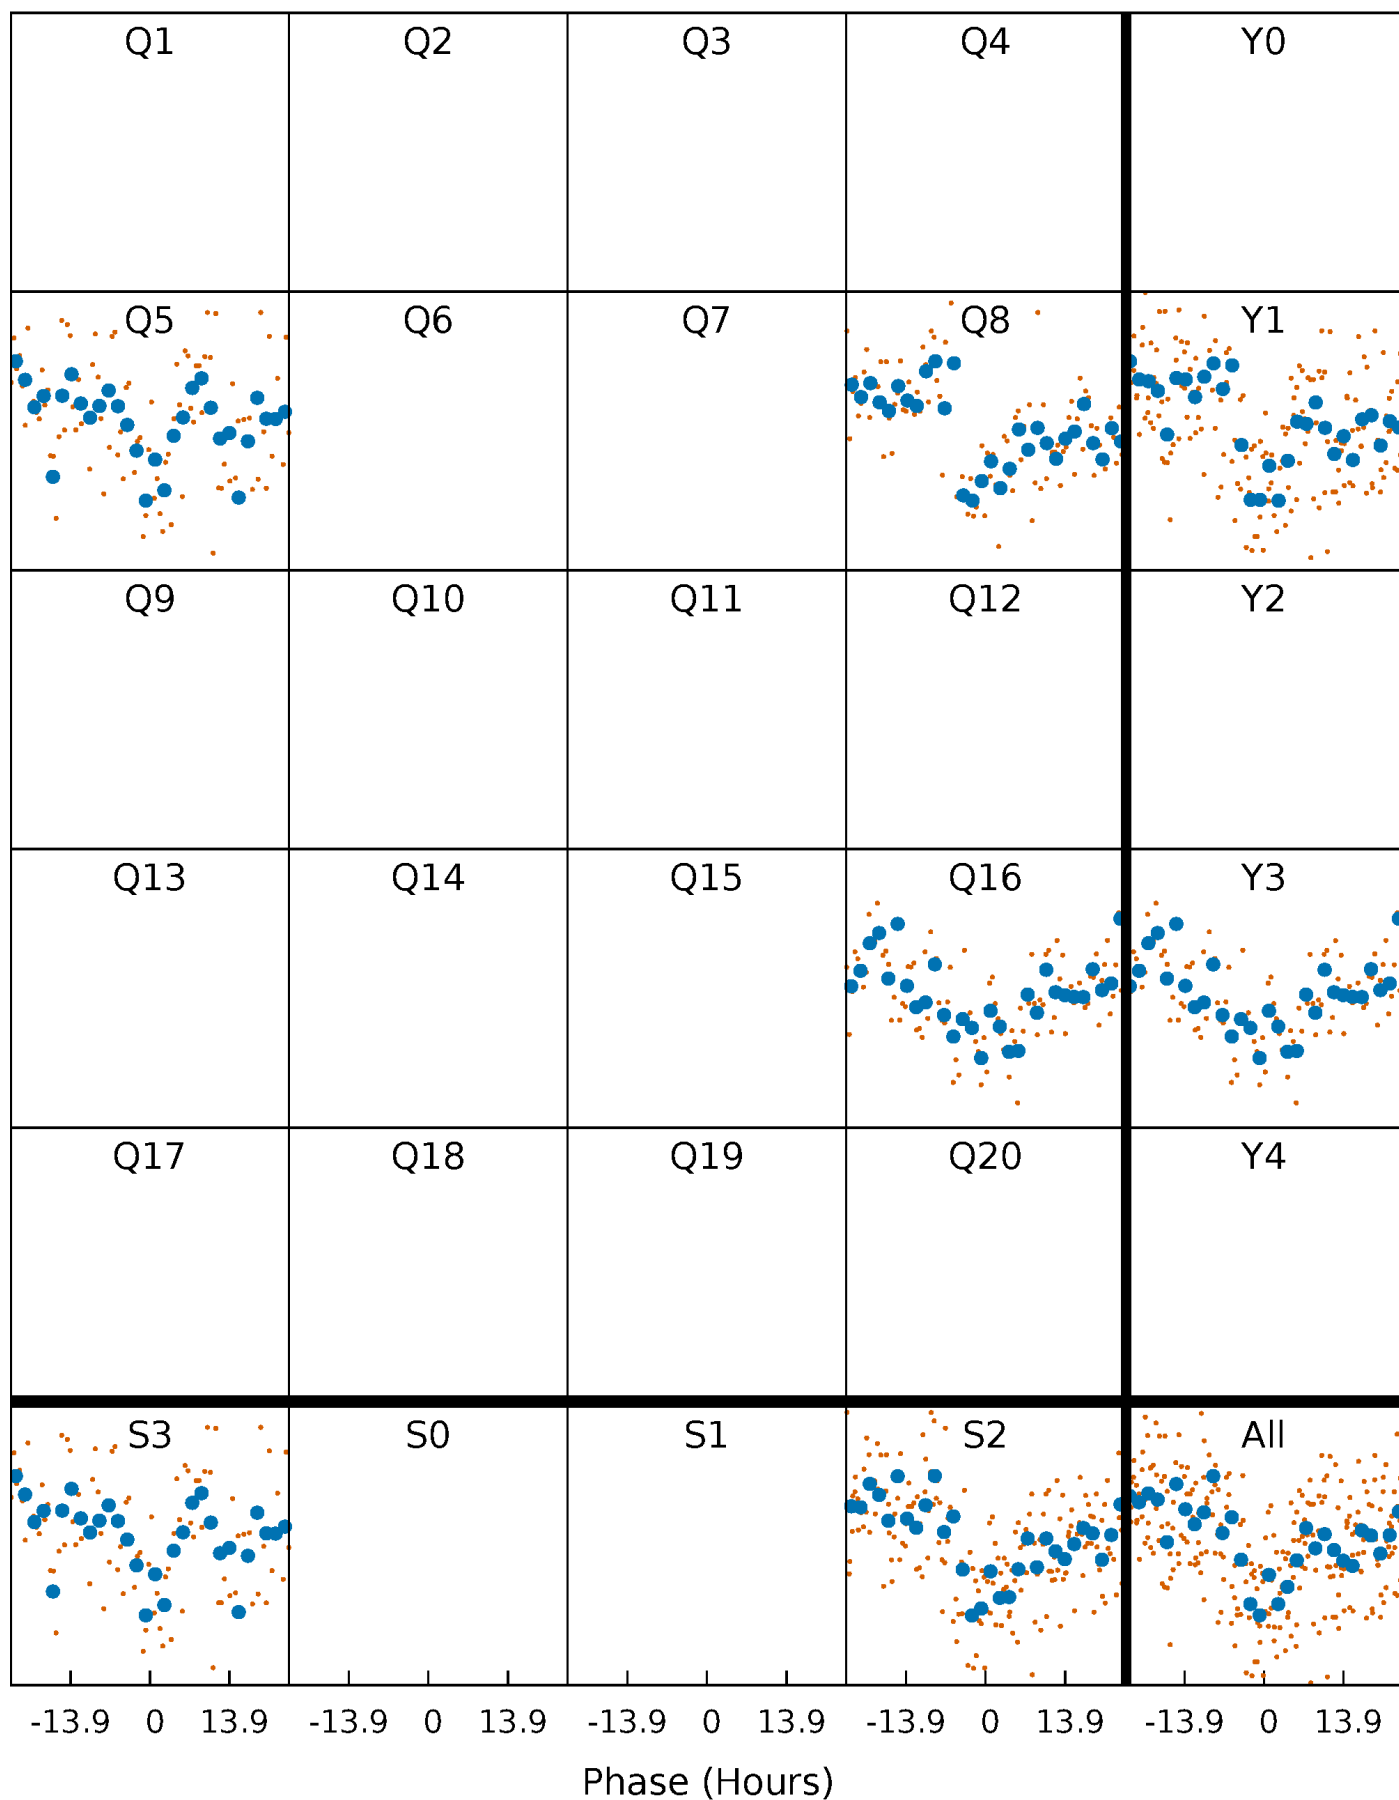 Q1 Q2 Q3 Q4 Y0
Q5 Q6 Q7 Q8 Y1
Q9 Q10 Q11 Q12 Y2
Q13 Q14 Q15 Q16 Y3
Q17 Q18 Q19 Q20 Y4
S3 S0 S1 S2 All
-13.9 0 13.9 -13.9 0 13.9 -13.9 0 13.9 -13.9 0 13.9 -13.9 0 13.9
Phase (Hours)